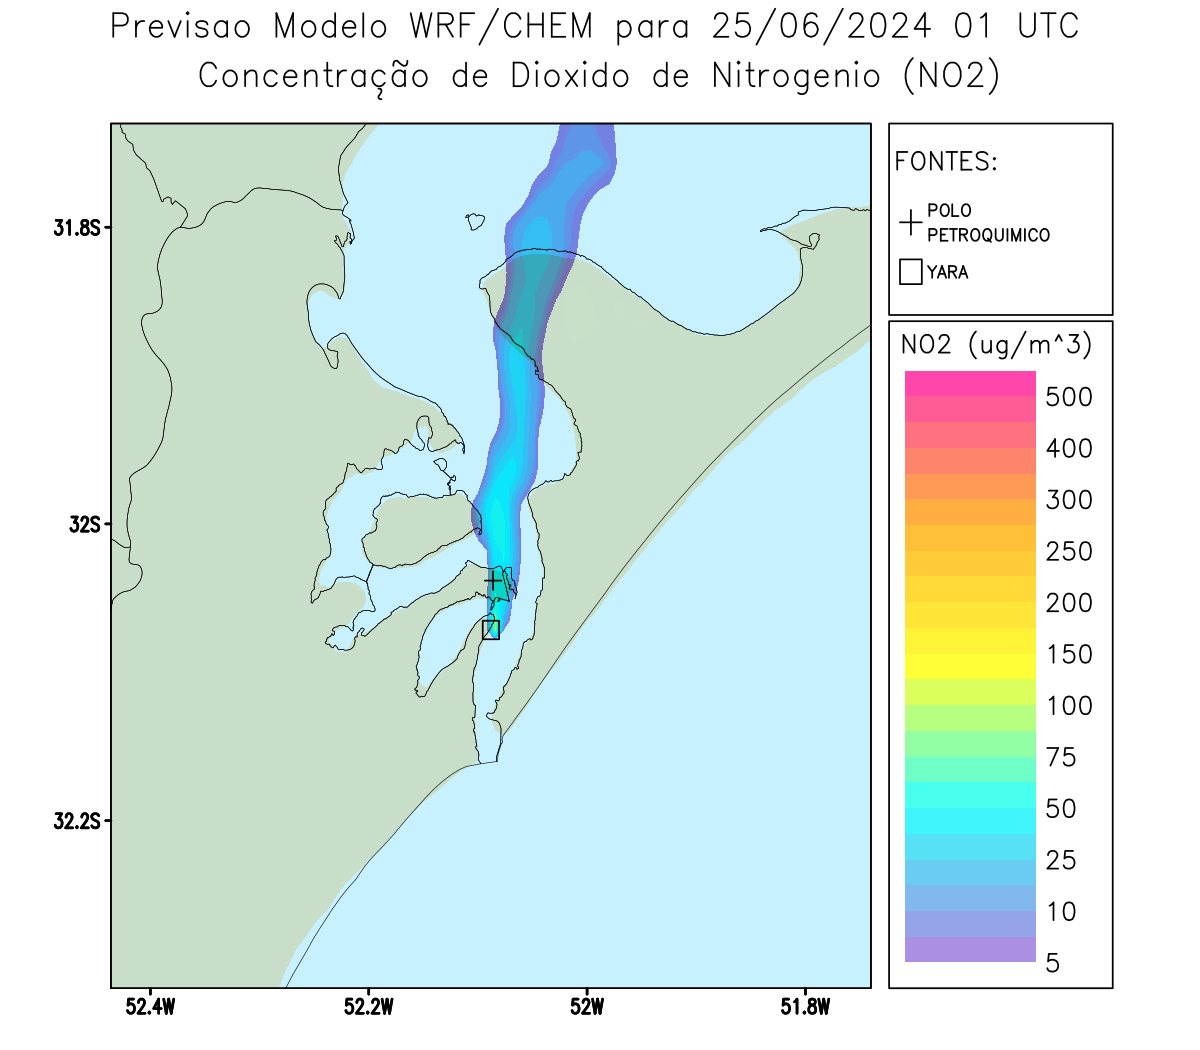 Previsao Modelo WRF/CHEM para 25/06/2024 01 UTC
Concentração de Dioxido de Nitrogenio (NO2)
FONTES:
POLO
PETROQUIMICO
YARA
NO2 (ug/m^3)
500
400
300
250
200
150
100
75
50
25
10
5
31.8S
32S
32.2S
52.4W
52.2W
52W
51.8W